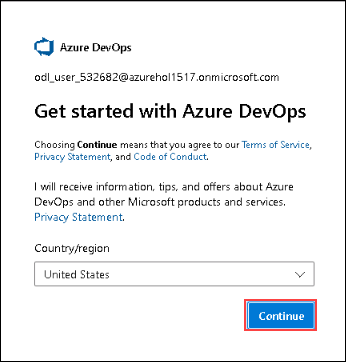 Azure DevOps
odl_user_532682@azurehol1517.onmicrosoft.com
Get started with Azure DevOps
Choosing Continue means that you agree to our Terms of Service,
Privacy Statement, and Code of Conduct.
I will receive information, tips, and offers about Azure
DevOps and other Microsoft products and services.
Privacy Statement.
Country/region
United States
Continue